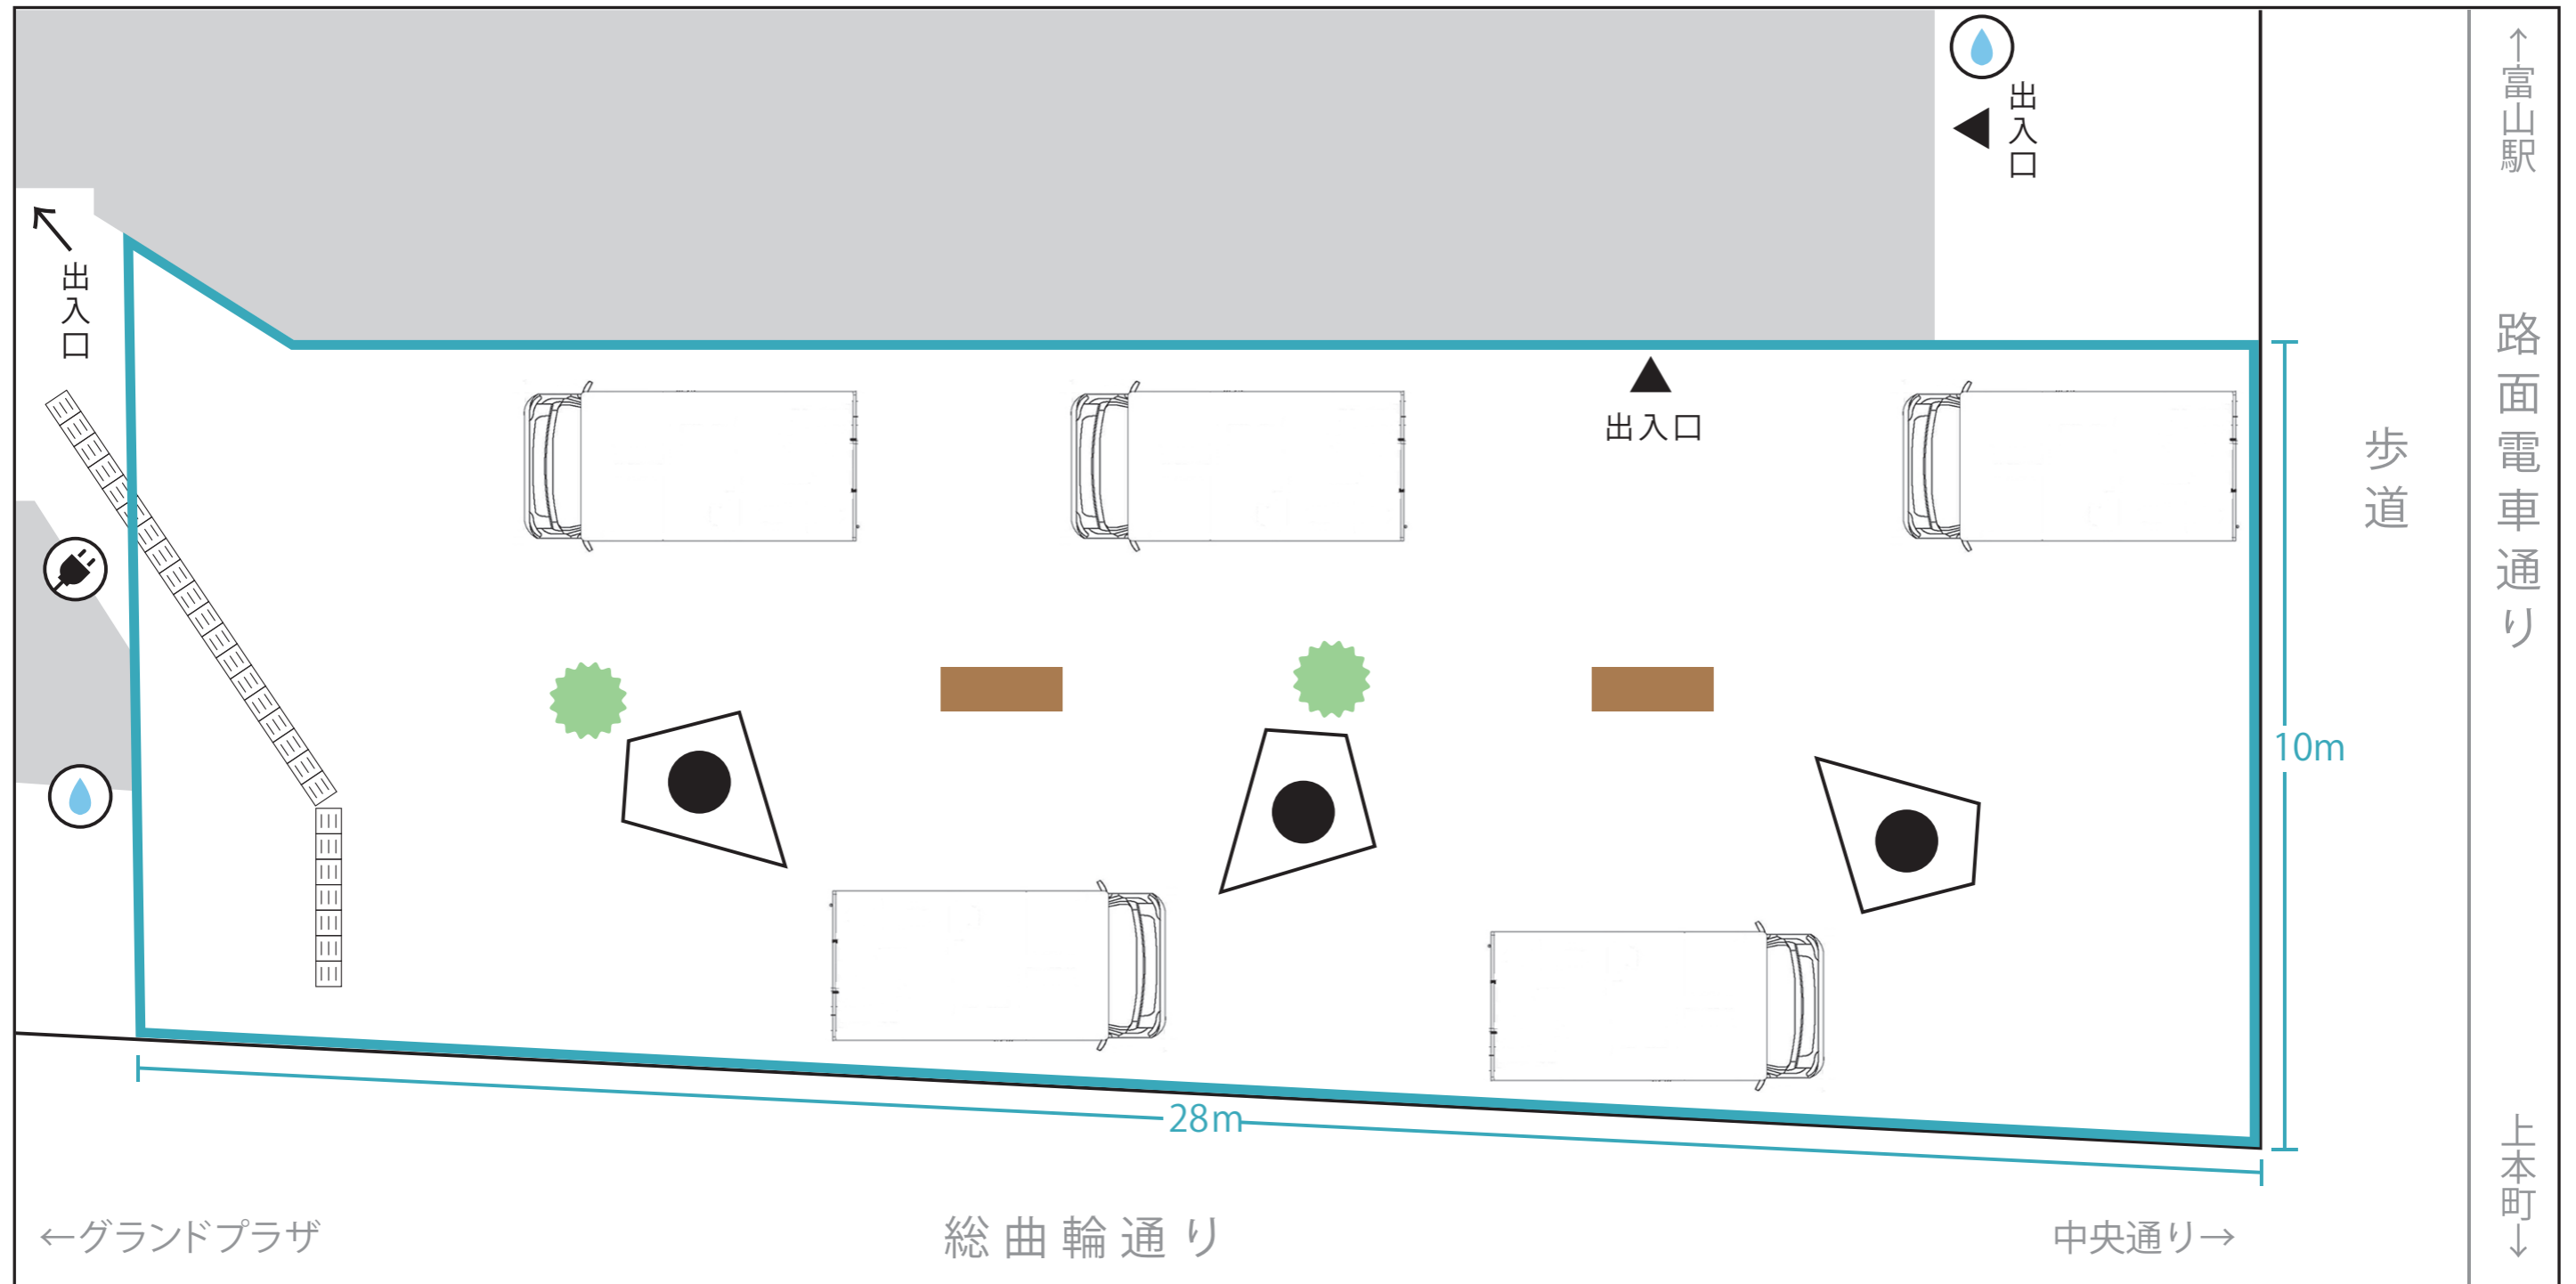 出入口
↑富山駅
出入口
路面電車通り
出入口
歩道
10m
28m
上本町↓
←グランドプラザ
総曲輪通り
中央通り→